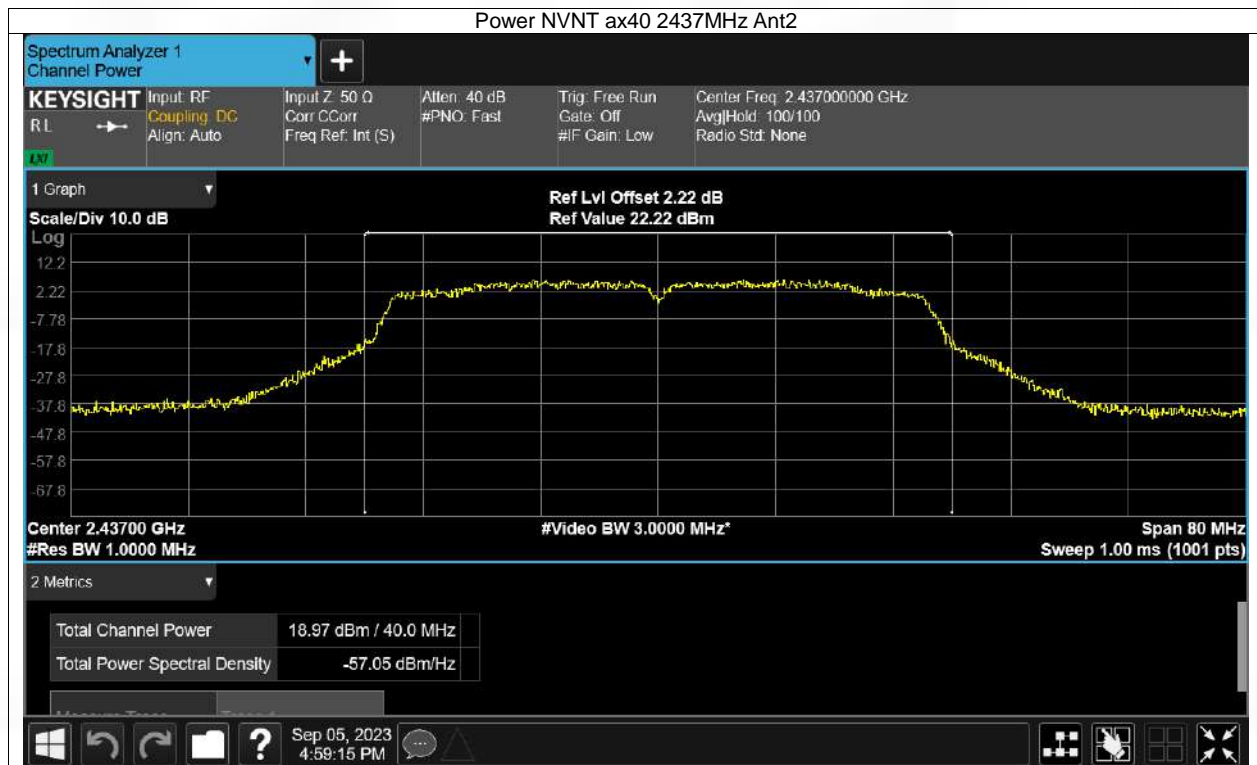 Power NVNT ax40 2437MHz Ant2
Spectrum Analyzer 1
Channel Power
+
KEYSIGHT
RL
LXI
Input: RF
Coupling: DC
Align: Auto
Input Z: 50 Ω
Corr CCorr
Freq Ref: Int (S)
Atten: 40 dB
#PNO: Fast
Trig: Free Run
Gate: Off
#IF Gain: Low
Center Freq: 2.437000000 GHz
Avg|Hold: 100/100
Radio Std: None
1 Graph
Scale/Div 10.0 dB
Ref Lvl Offset 2.22 dB
Ref Value 22.22 dBm
Log
12.2
2.22
-7.78
-17.8
-27.8
-37.8
-47.8
-57.8
-67.8
Center 2.43700 GHz
#Res BW 1.0000 MHz
#Video BW 3.0000 MHz*
Span 80 MHz
Sweep 1.00 ms (1001 pts)
2 Metrics
Total Channel Power 18.97 dBm / 40.0 MHz
Total Power Spectral Density -57.05 dBm/Hz
?
Sep 05, 2023
4:59:15 PM